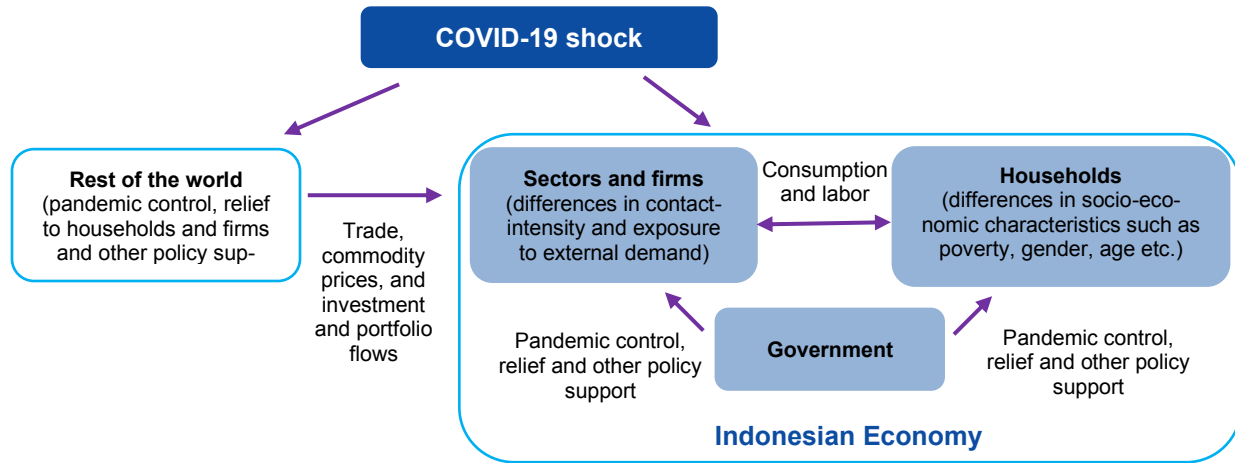 COVID-19 shock
Rest of the world
(pandemic control, relief
to households and firms
and other policy sup-
Trade,
commodity
prices, and
investment
and portfolio
flows
Sectors and firms
(differences in contact-
intensity and exposure
to external demand)
Consumption
and labor
Households
(differences in socio-eco-
nomic characteristics such as
poverty, gender, age etc.)
Pandemic control,
relief and other policy
support
Government
Pandemic control,
relief and other policy
support
Indonesian Economy